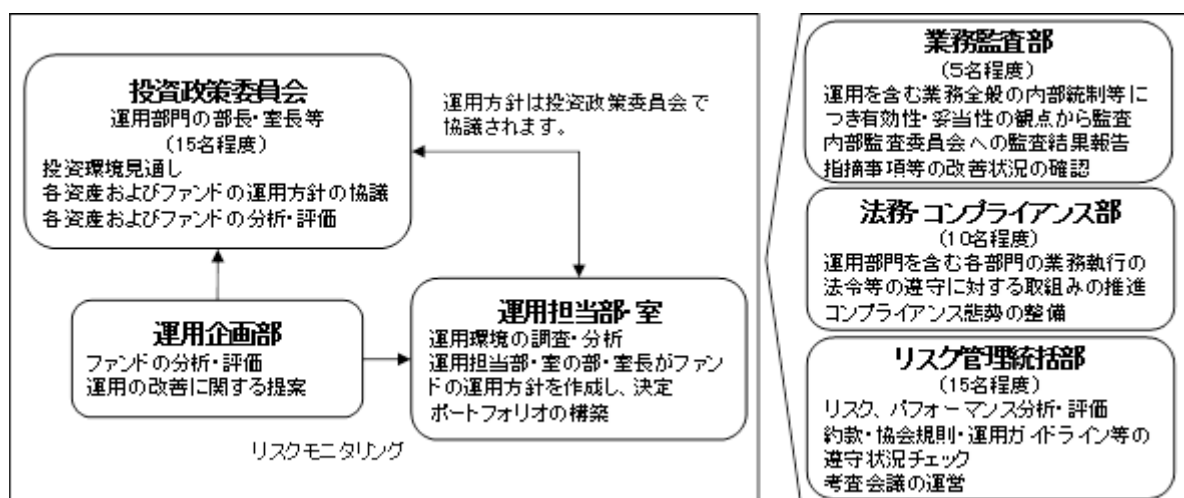 投資政策委員会
運用部門の部長・室長等
(15名程度)
投資環境見通し
各資産およびファンドの運用方針の協議
各資産およびファンドの分析・評価
運用方針は投資政策委員会で
協議されます。
運用企画部
ファンドの分析・評価
運用の改善に関する提案
運用担当部・室
運用環境の調査・分析
運用担当部・室の部・室長がファン
ドの運用方針を作成し、決定
ポートフォリオの構築
リスクモニタリング
業務監査部
(5名程度)
運用を含む業務全般の内部統制等に
つき有効性・妥当性の観点から監査
内部監査委員会への監査結果報告
指摘事項等の改善状況の確認
法務・コンプライアンス部
(10名程度)
運用部門を含む各部門の業務執行の
法令等の遵守に対する取組みの推進
コンプライアンス態勢の整備
リスク管理統括部
(15名程度)
リスク、パフォーマンス分析・評価
約款・協会規則・運用ガイドライン等の
遵守状況チェック
考査会議の運営